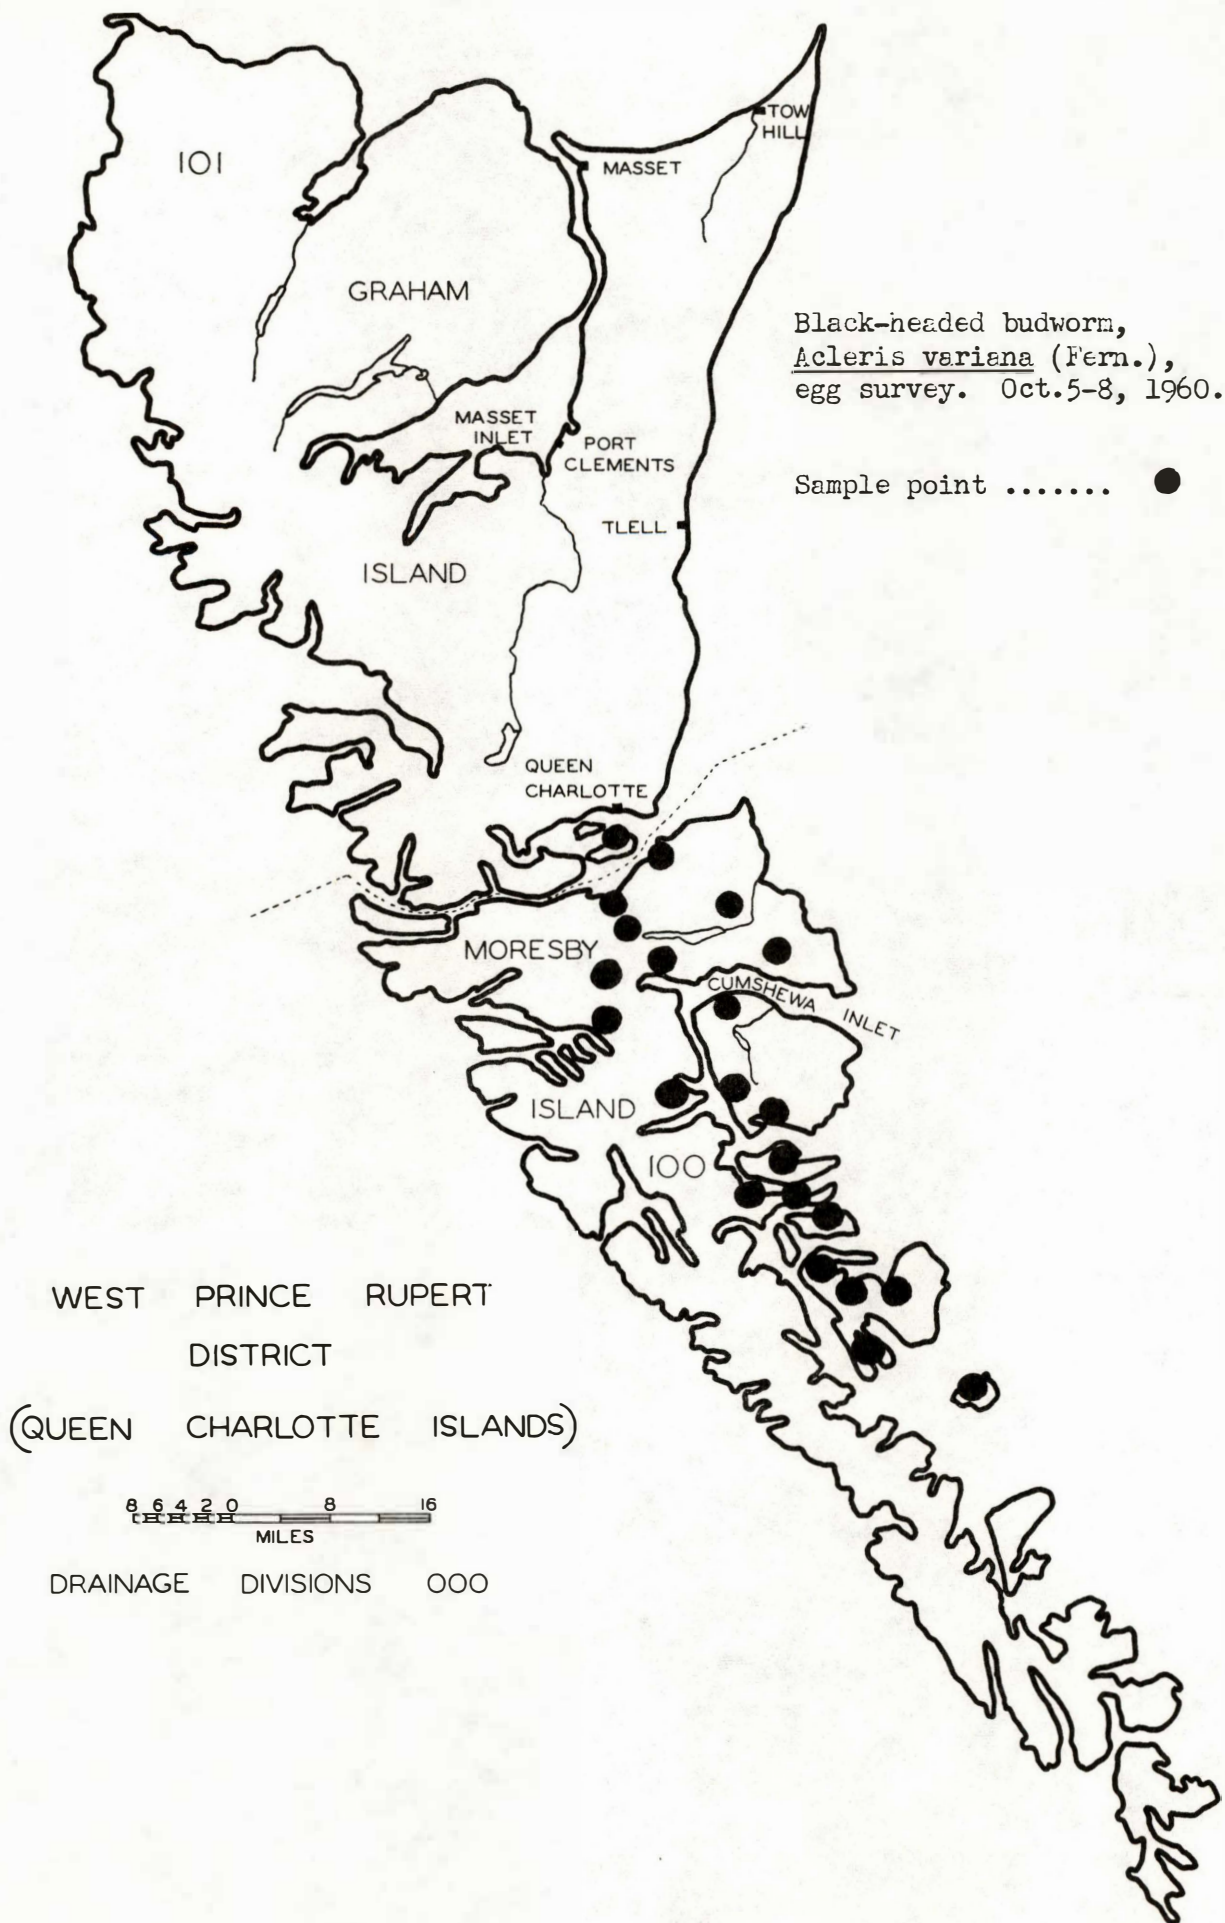 101
TOW
HILL
MASSET
GRAHAM
Black-headed budworm,
Acleris variana (Fern.),
egg survey. Oct.5-8, 1960.
MASSET
INLET
PORT
CLEMENTS
Sample point .......
TLELL
ISLAND
QUEEN
CHARLOTTE
MORESBY
CUMSHEWA INLET
ISLAND
100
WEST PRINCE RUPERT
DISTRICT
(QUEEN CHARLOTTE ISLANDS)
8 6 4 2 0 8 16
MILES
DRAINAGE DIVISIONS 000